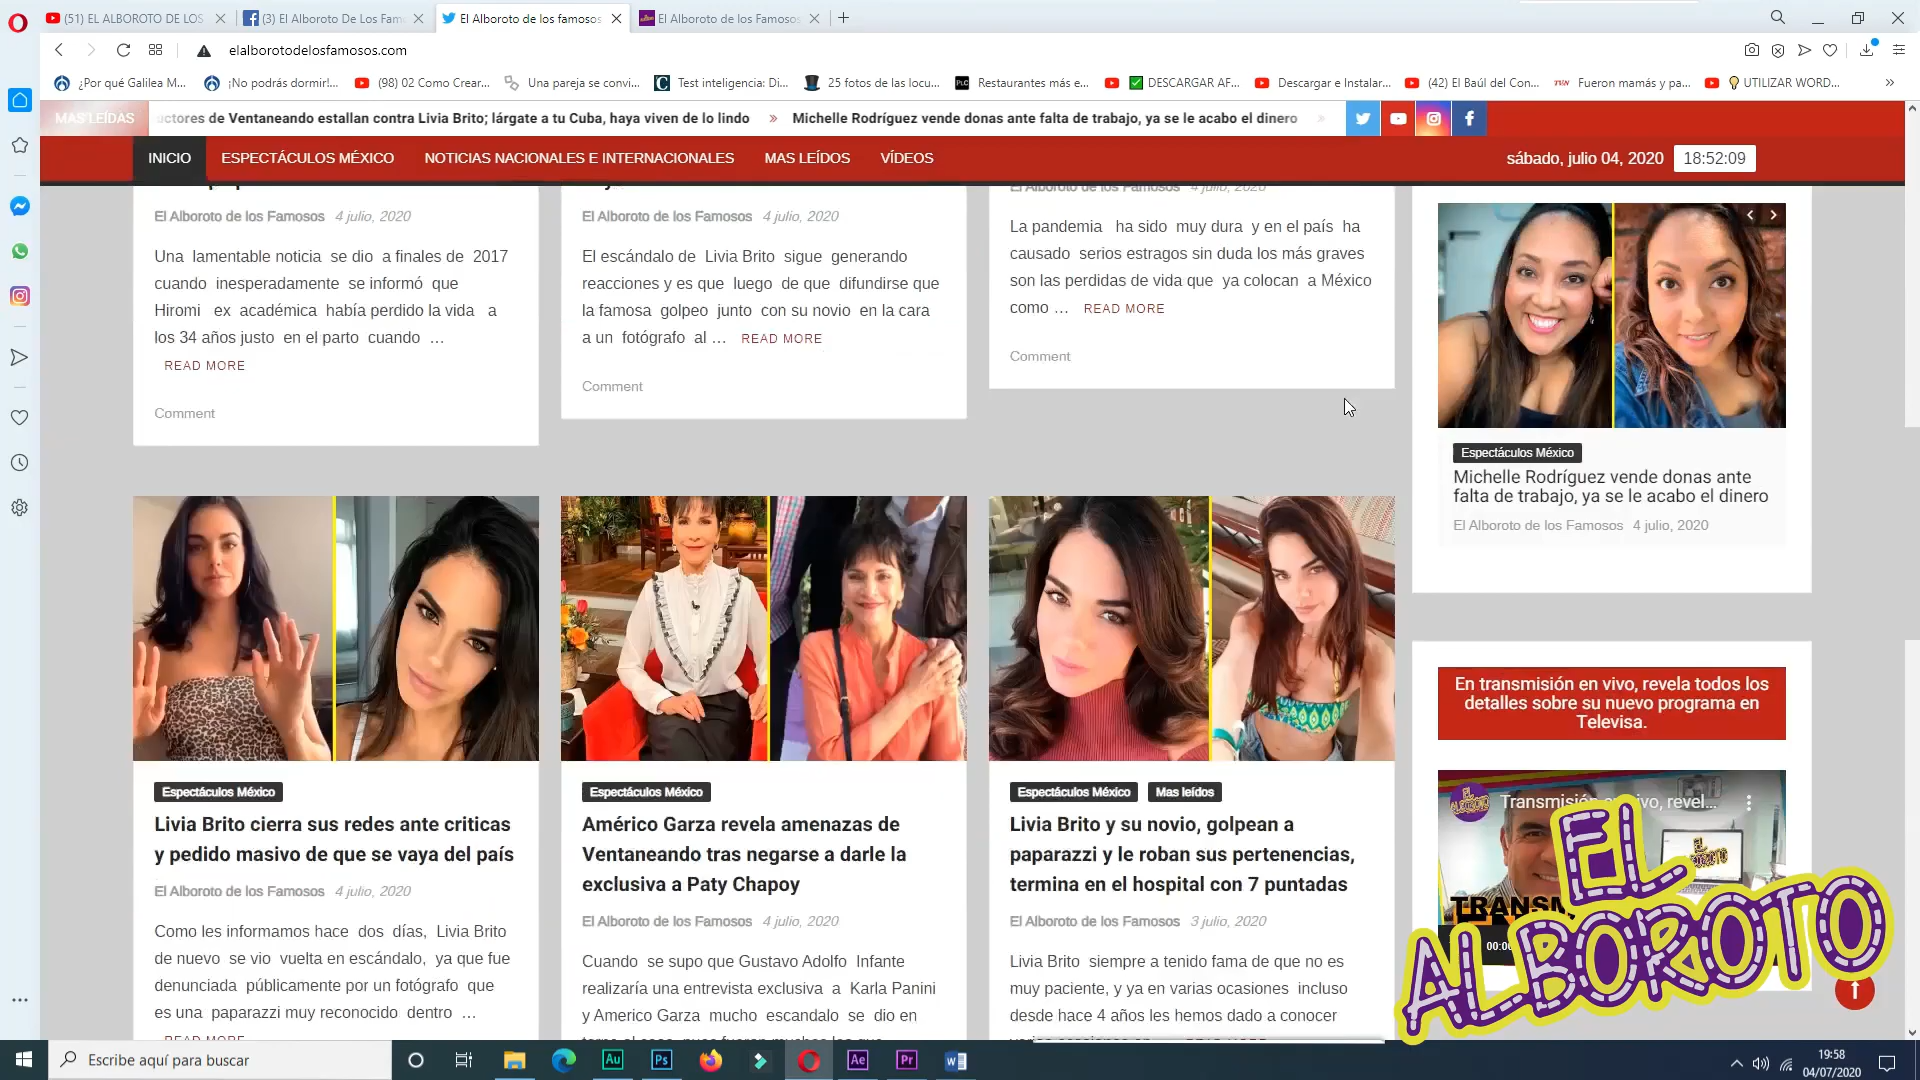 (51) EL ALBOROTO DE LOS
(3) El Alboroto De Los Fam
El Alboroto de los famosos
El Alboroto de los Famosos
elalborotodelosfamosos.com
¿Por qué Galilea M...
¡No podrás dormir!...
(98) 02 Como Crear...
Una pareja se convi...
Test inteligencia: Di...
25 fotos de las locu...
Restaurantes más e...
DESCARGAR AF...
Descargar e Instalar...
(42) El Baúl del Con...
Fueron mamás y pa...
UTILIZAR WORD...
MAS LEÍDAS
uctores de Ventaneando estallan contra Livia Brito; lárgate a tu Cuba, haya viven de lo lindo
Michelle Rodríguez vende donas ante falta de trabajo, ya se le acabo el dinero
INICIO
ESPECTÁCULOS MÉXICO
NOTICIAS NACIONALES E INTERNACIONALES
MAS LEÍDOS
VÍDEOS
sábado, julio 04, 2020
18:52:09
El Alboroto de los Famosos 4 julio, 2020
Una lamentable noticia se dio a finales de 2017
cuando inesperadamente se informó que
Hiromi ex académica había perdido la vida a
los 34 años justo en el parto cuando …
READ MORE
Comment
El Alboroto de los Famosos 4 julio, 2020
El escándalo de Livia Brito sigue generando
reacciones y es que luego de que difundirse que
la famosa golpeo junto con su novio en la cara
a un fotógrafo al … READ MORE
Comment
El Alboroto de los Famosos 4 julio, 2020
La pandemia ha sido muy dura y en el país ha
causado serios estragos sin duda los más graves
son las perdidas de vida que ya colocan a México
como … READ MORE
Comment
Espectáculos México
Michelle Rodríguez vende donas ante
falta de trabajo, ya se le acabo el dinero
El Alboroto de los Famosos 4 julio, 2020
Espectáculos México
Livia Brito cierra sus redes ante criticas
y pedido masivo de que se vaya del país
El Alboroto de los Famosos 4 julio, 2020
Como les informamos hace dos días, Livia Brito
de nuevo se vio vuelta en escándalo, ya que fue
denunciada públicamente por un fotógrafo que
es una paparazzi muy reconocido dentro …
READ MORE
Espectáculos México
Américo Garza revela amenazas de
Ventaneando tras negarse a darle la
exclusiva a Paty Chapoy
El Alboroto de los Famosos 4 julio, 2020
Cuando se supo que Gustavo Adolfo Infante
realizaría una entrevista exclusiva a Karla Panini
y Americo Garza mucho escandalo se dio en
Espectáculos México
Mas leídos
Livia Brito y su novio, golpean a
paparazzi y le roban sus pertenencias,
termina en el hospital con 7 puntadas
El Alboroto de los Famosos 3 julio, 2020
Livia Brito siempre a tenido fama de que no es
muy paciente, y ya en varias ocasiones incluso
desde hace 4 años les hemos dado a conocer
En transmisión en vivo, revela todos los
detalles sobre su nuevo programa en
Televisa.
Transmisión en vivo, revel...
EL
ALBOROTO
Escribe aquí para buscar
19:58
04/07/2020